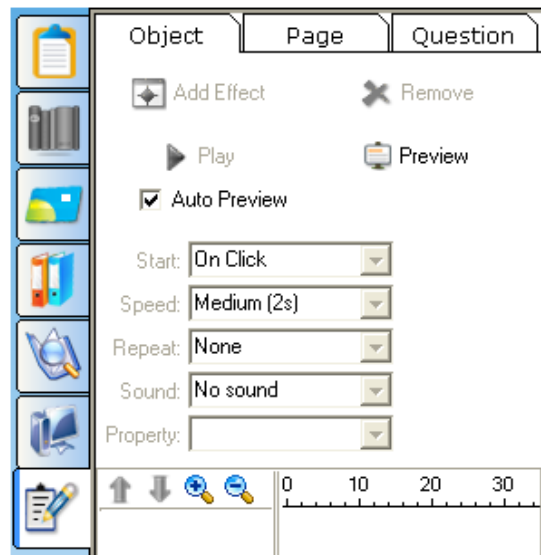 Object Page Question
Add Effect Remove
Play Preview
Auto Preview
Start: On Click
Speed: Medium (2s)
Repeat: None
Sound: No sound
Property:
0 10 20 30